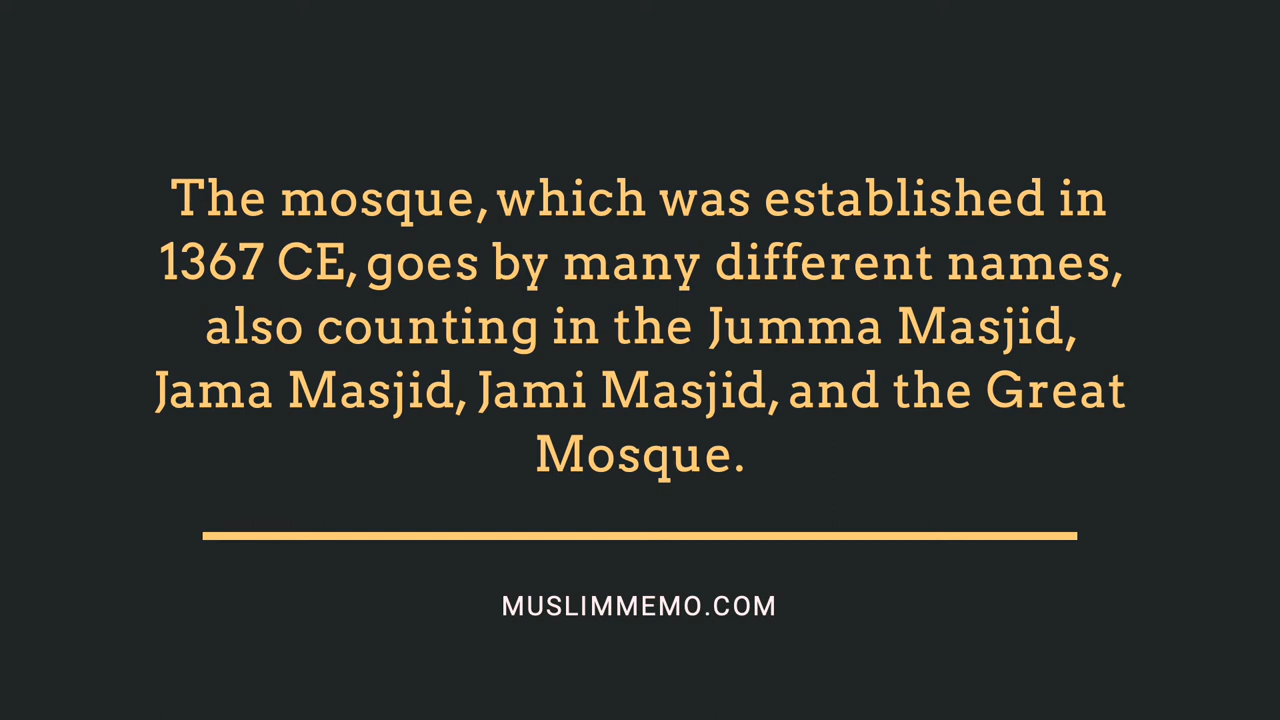 The mosque, which was established in
1367 CE, goes by many different names,
also counting in the Jumma Masjid,
Jama Masjid, Jami Masjid, and the Great
Mosque.
MUSLIMMEMO.COM